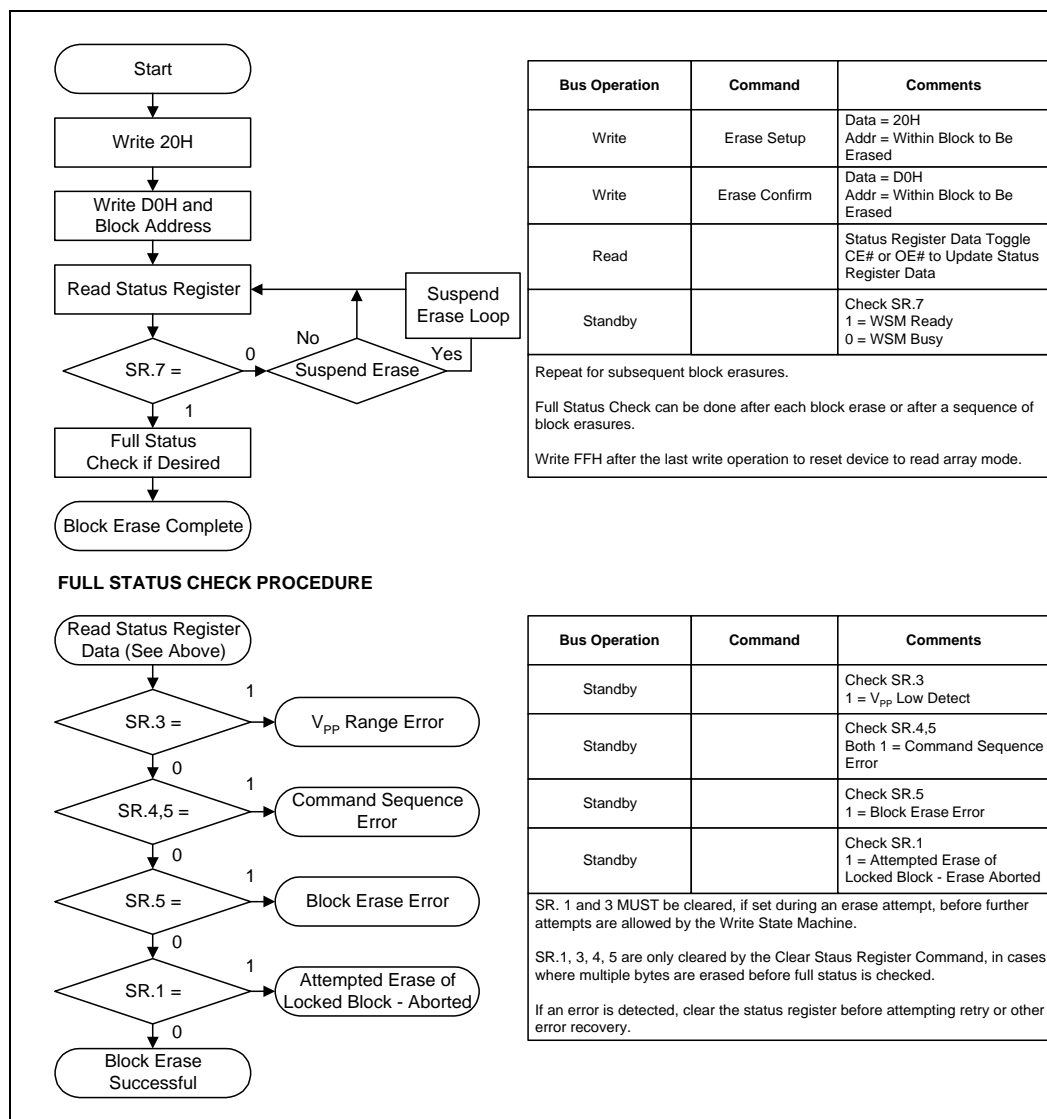 Start
Write 20H
Write D0H and
Block Address
Read Status Register
Suspend
Erase Loop
No
Yes
SR.7 =
0
Suspend Erase
1
Full Status
Check if Desired
Block Erase Complete
Bus Operation
Command
Comments
Write
Erase Setup
Data = 20H
Addr = Within Block to Be
Erased
Write
Erase Confirm
Data = D0H
Addr = Within Block to Be
Erased
Read
Status Register Data Toggle
CE# or OE# to Update Status
Register Data
Standby
Check SR.7
1 = WSM Ready
0 = WSM Busy
Repeat for subsequent block erasures.
Full Status Check can be done after each block erase or after a sequence of
block erasures.
Write FFH after the last write operation to reset device to read array mode.
FULL STATUS CHECK PROCEDURE
Read Status Register
Data (See Above)
SR.3 =
1
VPP Range Error
0
SR.4,5 =
1
Command Sequence
Error
0
SR.5 =
1
Block Erase Error
0
SR.1 =
1
Attempted Erase of
Locked Block - Aborted
0
Block Erase
Successful
Bus Operation
Command
Comments
Standby
Check SR.3
1 = VPP Low Detect
Standby
Check SR.4,5
Both 1 = Command Sequence
Error
Standby
Check SR.5
1 = Block Erase Error
Standby
Check SR.1
1 = Attempted Erase of
Locked Block - Erase Aborted
SR. 1 and 3 MUST be cleared, if set during an erase attempt, before further
attempts are allowed by the Write State Machine.
SR.1, 3, 4, 5 are only cleared by the Clear Staus Register Command, in cases
where multiple bytes are erased before full status is checked.
If an error is detected, clear the status register before attempting retry or other
error recovery.